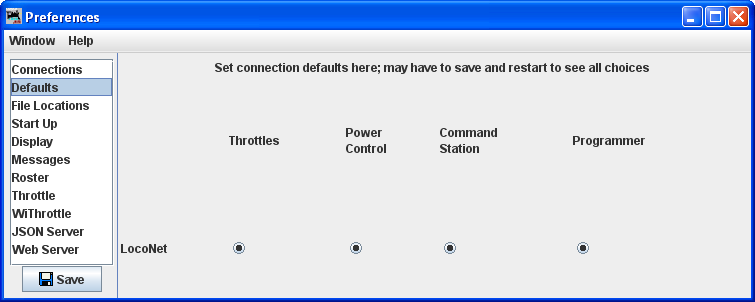 Preferences
Window Help
Connections
Defaults
File Locations
Start Up
Display
Messages
Roster
Throttle
WiThrottle
JSON Server
Web Server
Save
Set connection defaults here; may have to save and restart to see all choices
Throttles
Power
Control
Command
Station
Programmer
LocoNet